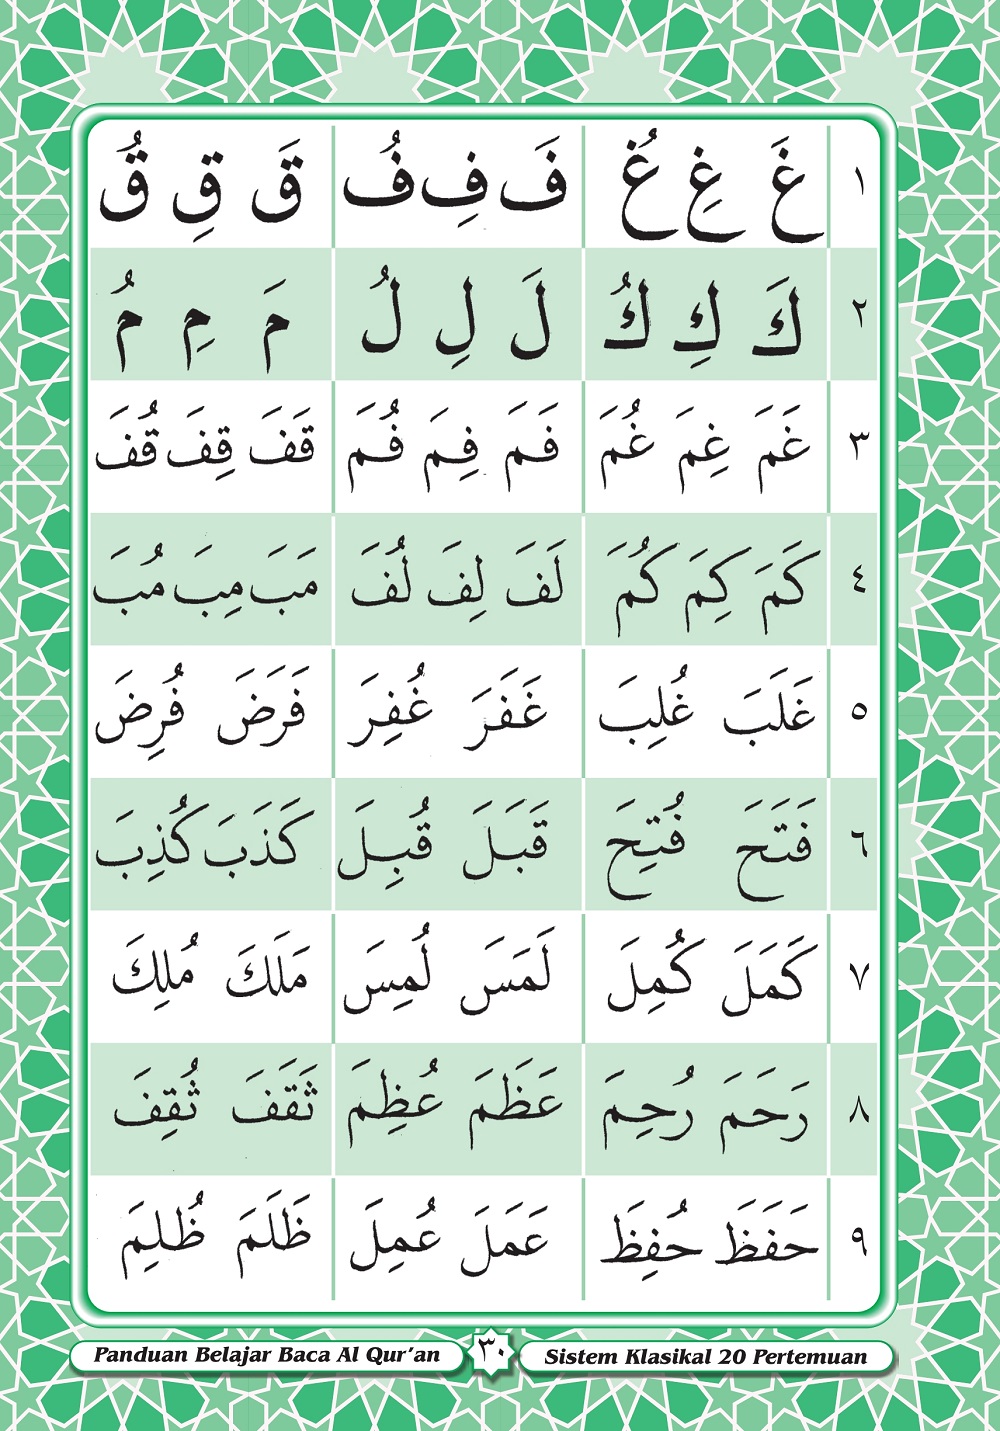 ١ غَ غِ غُ فَ فِ فُ قَ قِ قُ
٢ كَ كِ كُ لَ لِ لُ مَ مِ مُ
٣ غَمَ غِمَ غُمَ فَمَ فِمَ فُمَ قَفَ قِفَ قُفَ
٤ كَمَ كِمَ كُمَ لَفَ لِفَ لُفَ مَبَ مِبَ مُبَ
٥ غَلَبَ غُلِبَ غَفَرَ غُفِرَ فَرَضَ فُرِضَ
٦ فَتَحَ فُتِحَ قَبَلَ قُبِلَ كَذَبَ كُذِبَ
٧ كَمَلَ كُمِلَ لَمَسَ لُمِسَ مَلَكَ مُلِكَ
٨ رَحَمَ رُحِمَ عَظَمَ عُظِمَ ثَقَفَ ثُقِفَ
٩ حَفَظَ حُفِظَ عَمَلَ عُمِلَ ظَلَمَ ظُلِمَ
Panduan Belajar Baca Al Qur'an ٣٠ Sistem Klasikal 20 Pertemuan